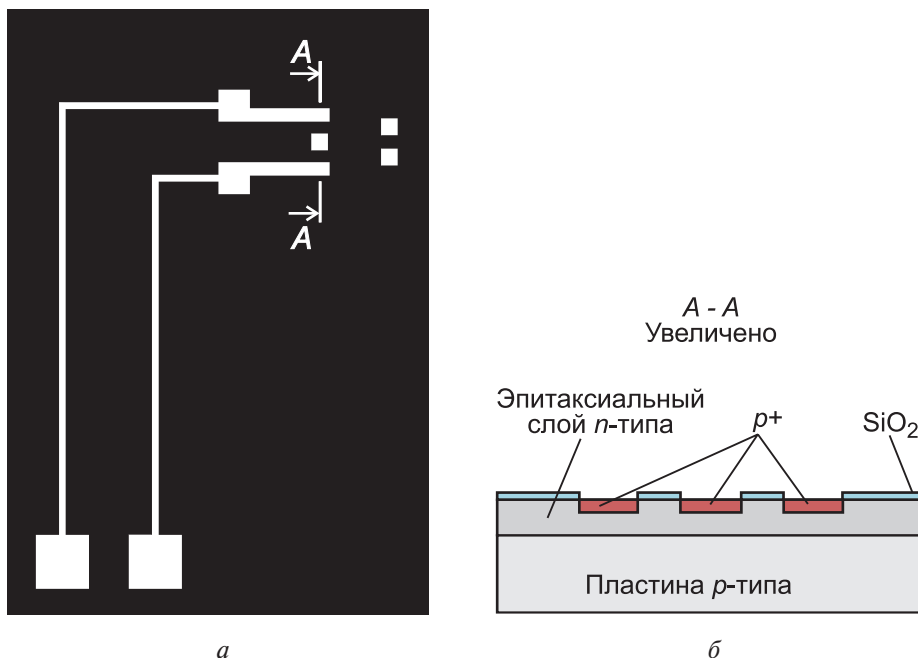 A
A
A - A
Увеличено
Эпитаксиальный
слой n-типа
p+
SiO2
Пластина p-типа
а
б